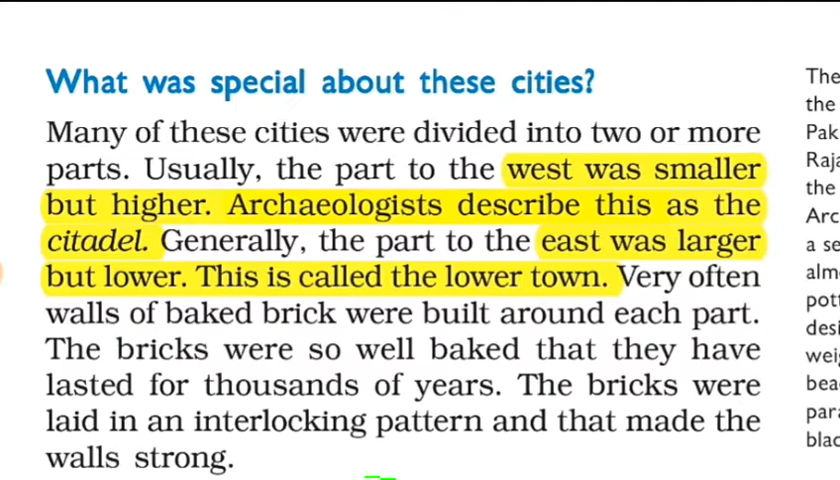 What was special about these cities?
Many of these cities were divided into two or more
parts. Usually, the part to the west was smaller
but higher. Archaeologists describe this as the
citadel. Generally, the part to the east was larger
but lower. This is called the lower town. Very often
walls of baked brick were built around each part.
The bricks were so well baked that they have
lasted for thousands of years. The bricks were
laid in an interlocking pattern and that made the
walls strong.
The
the
Pak
Raja
the
Arc
a se
almo
pott
desi
weig
bea
para
blac